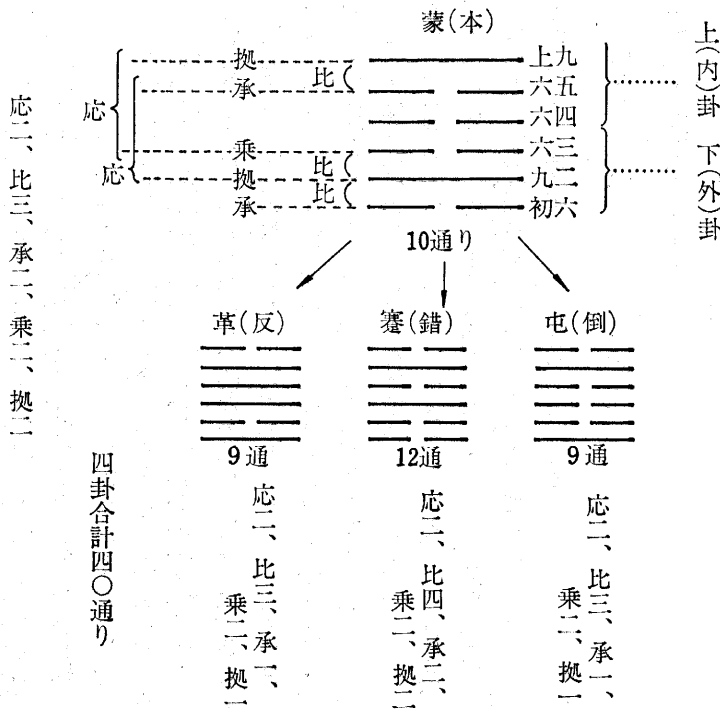 蒙(本)
上九
六五
六四
六三
九二
初六
拠
承
乗
拠
承
比
比
比
応
応
上(内)卦 下(外)卦
10通り
応二、比三、承二、乗二、拠二
屯(倒)
9通
応二、比三、承一、
乗二、拠一
蹇(錯)
12通
応二、比四、承二、
乗二、拠二
革(反)
9通
応二、比三、承一、
乗二、拠一
四卦合計四〇通り